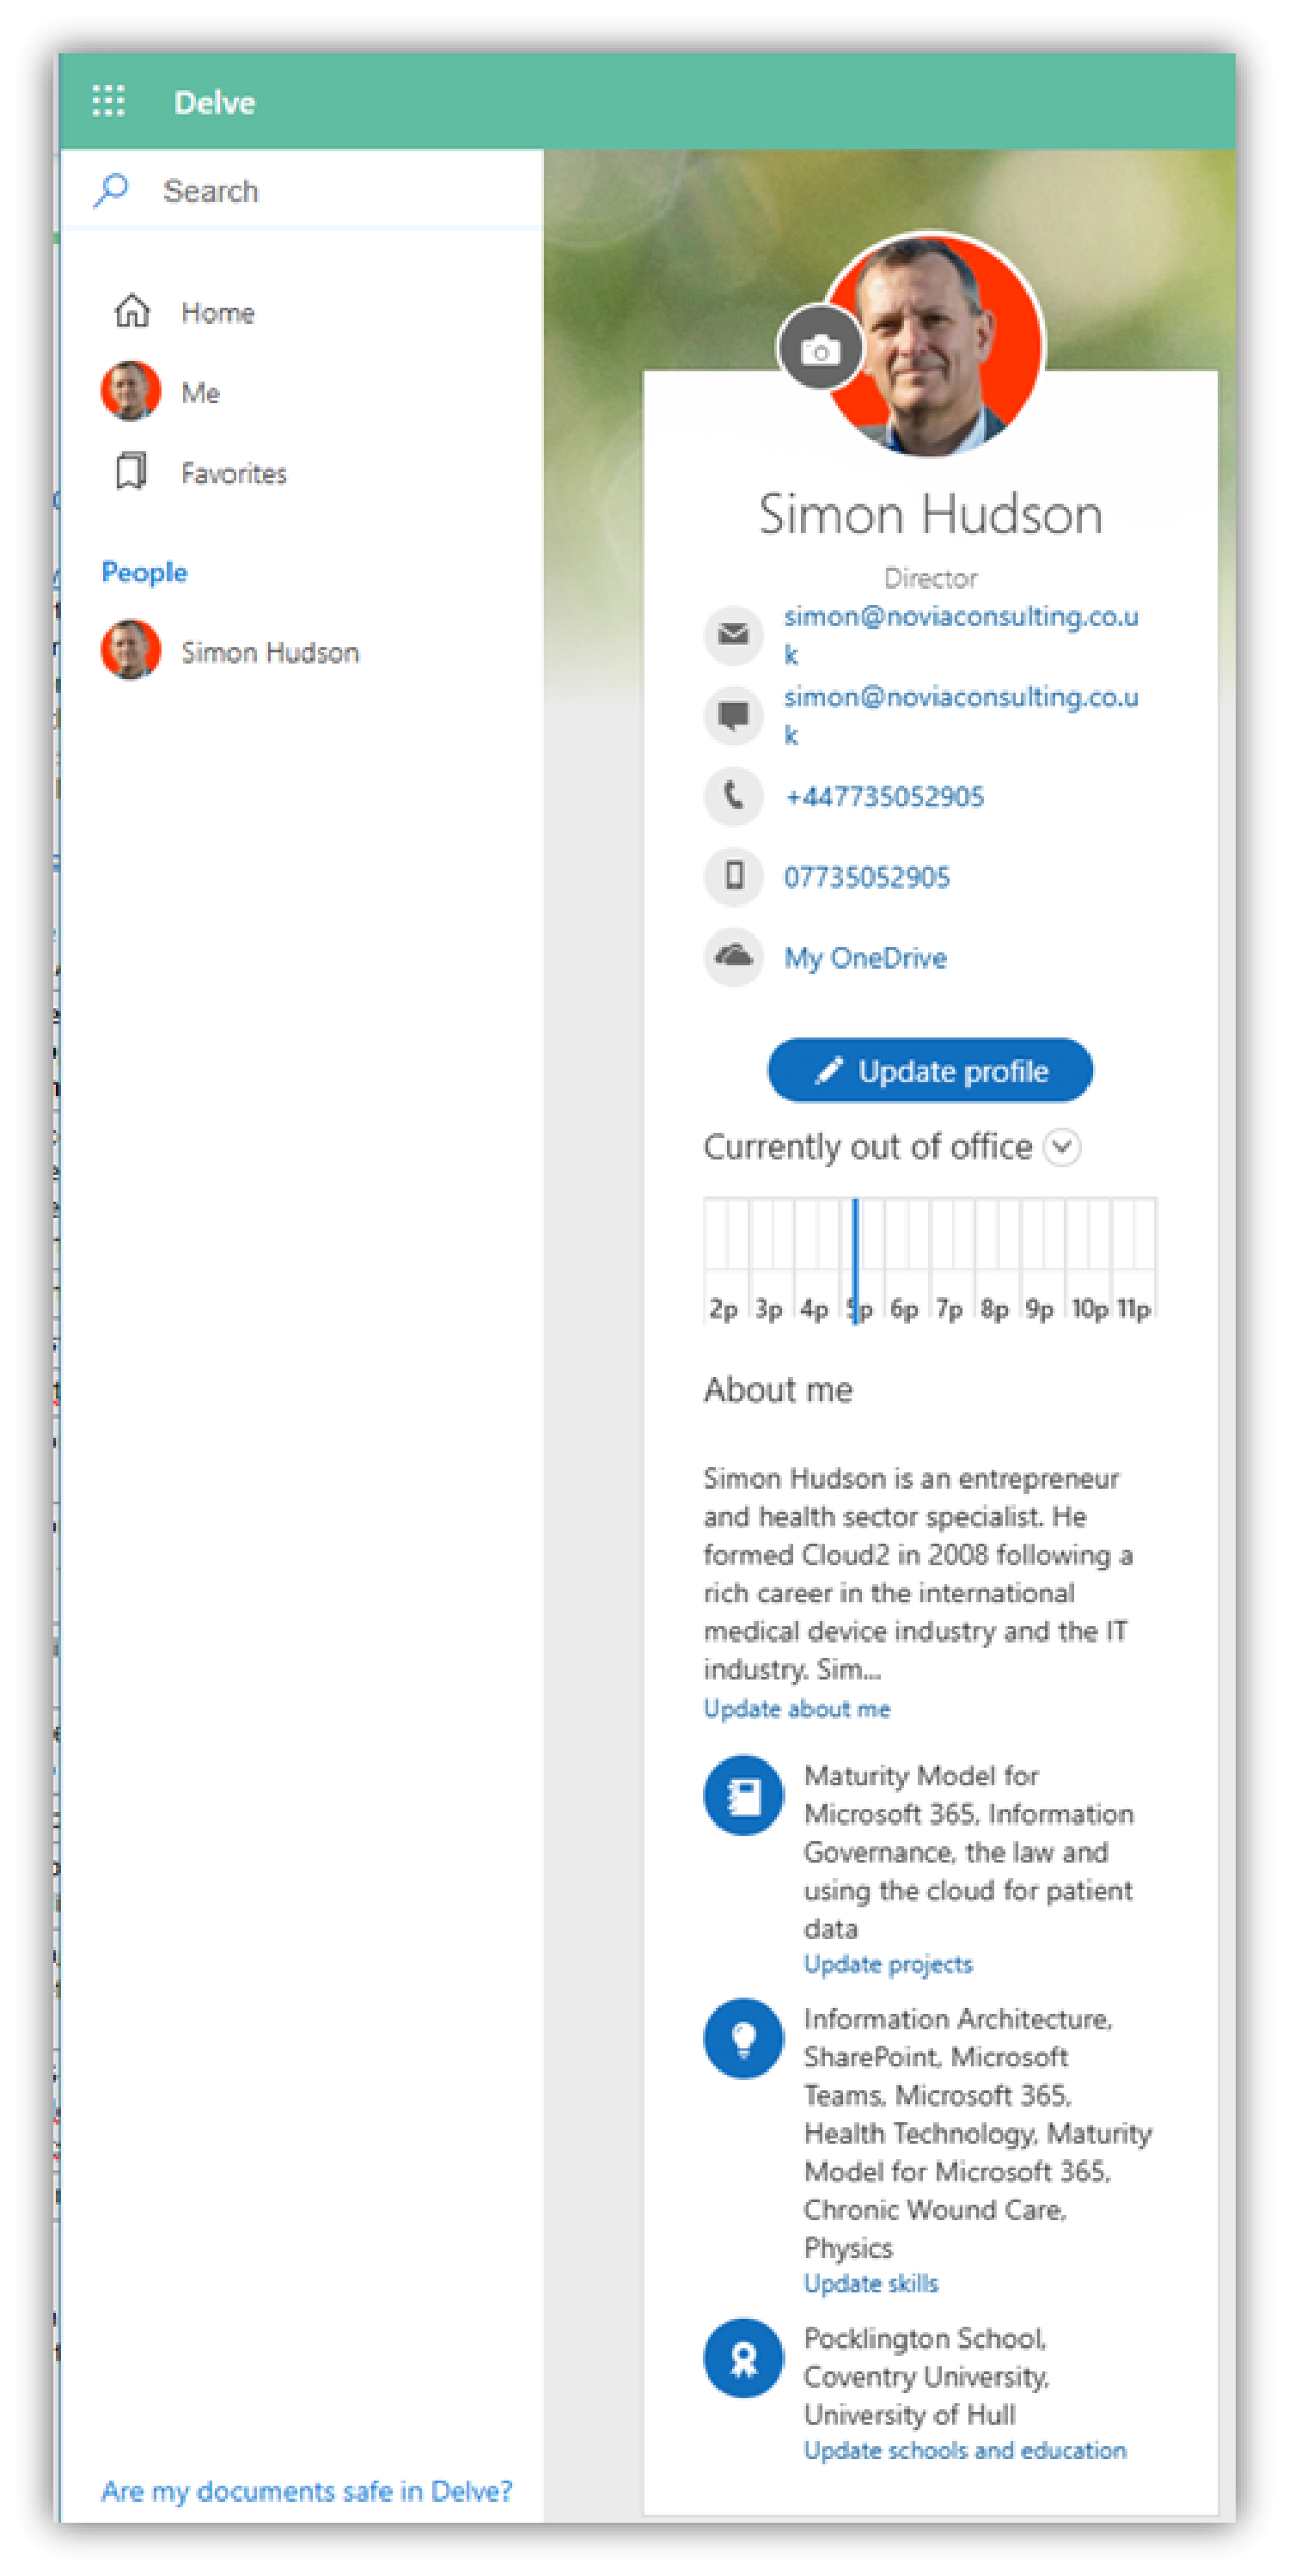 Delve
Search
Home
Me
Favorites
People
Simon Hudson
Are my documents safe in Delve?
Simon Hudson
Director
simon@noviaconsulting.co.u
k
simon@noviaconsulting.co.u
k
+447735052905
07735052905
My OneDrive
Update profile
Currently out of office
2p 3p 4p 5p 6p 7p 8p 9p 10p 11p
About me
Simon Hudson is an entrepreneur
and health sector specialist. He
formed Cloud2 in 2008 following a
rich career in the international
medical device industry and the IT
industry. Sim...
Update about me
Maturity Model for
Microsoft 365, Information
Governance, the law and
using the cloud for patient
data
Update projects
Information Architecture,
SharePoint, Microsoft
Teams, Microsoft 365,
Health Technology, Maturity
Model for Microsoft 365,
Chronic Wound Care,
Physics
Update skills
Pocklington School,
Coventry University,
University of Hull
Update schools and education